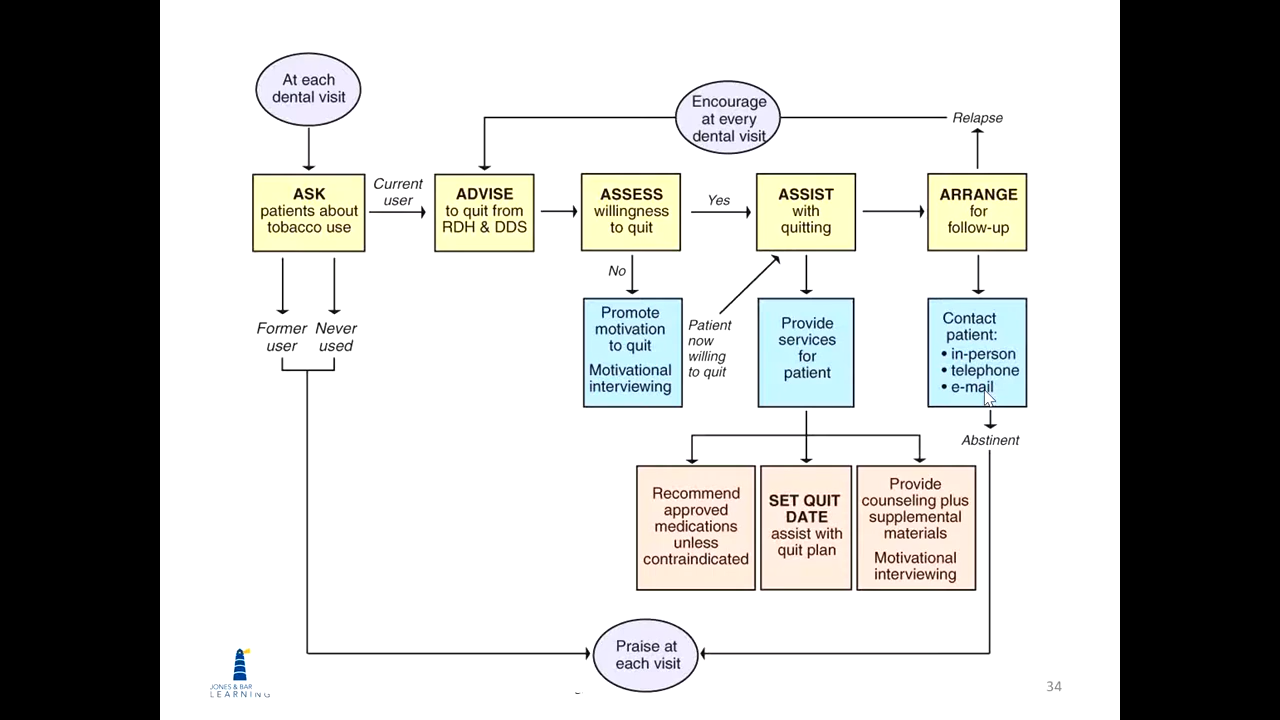 At each
dental visit
Encourage
at every
dental visit
Relapse
ASK
patients about
tobacco use
Current
user
ADVISE
to quit from
RDH & DDS
ASSESS
willingness
to quit
Yes
ASSIST
with
quitting
ARRANGE
for
follow-up
No
Former
user
Never
used
Promote
motivation
to quit
Motivational
interviewing
Patient
now
willing
to quit
Provide
services
for
patient
Contact
patient:
• in-person
• telephone
• e-mail
Abstinent
Recommend
approved
medications
unless
contraindicated
SET QUIT
DATE
assist with
quit plan
Provide
counseling plus
supplemental
materials
Motivational
interviewing
Praise at
each visit
JONES & BAR
LEARNING
34